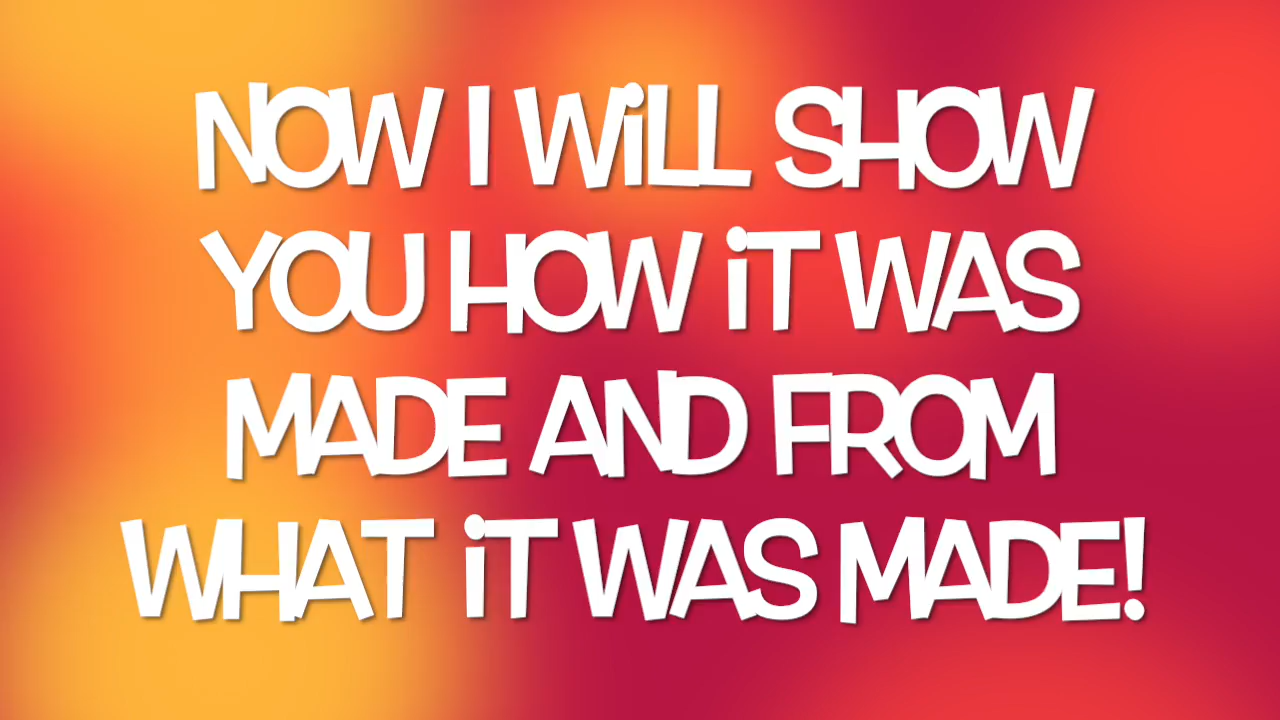 NOW I WiLL SHOW
YOU HOW iT WAS
MADE AND FROM
WHAT iT WAS MADE!